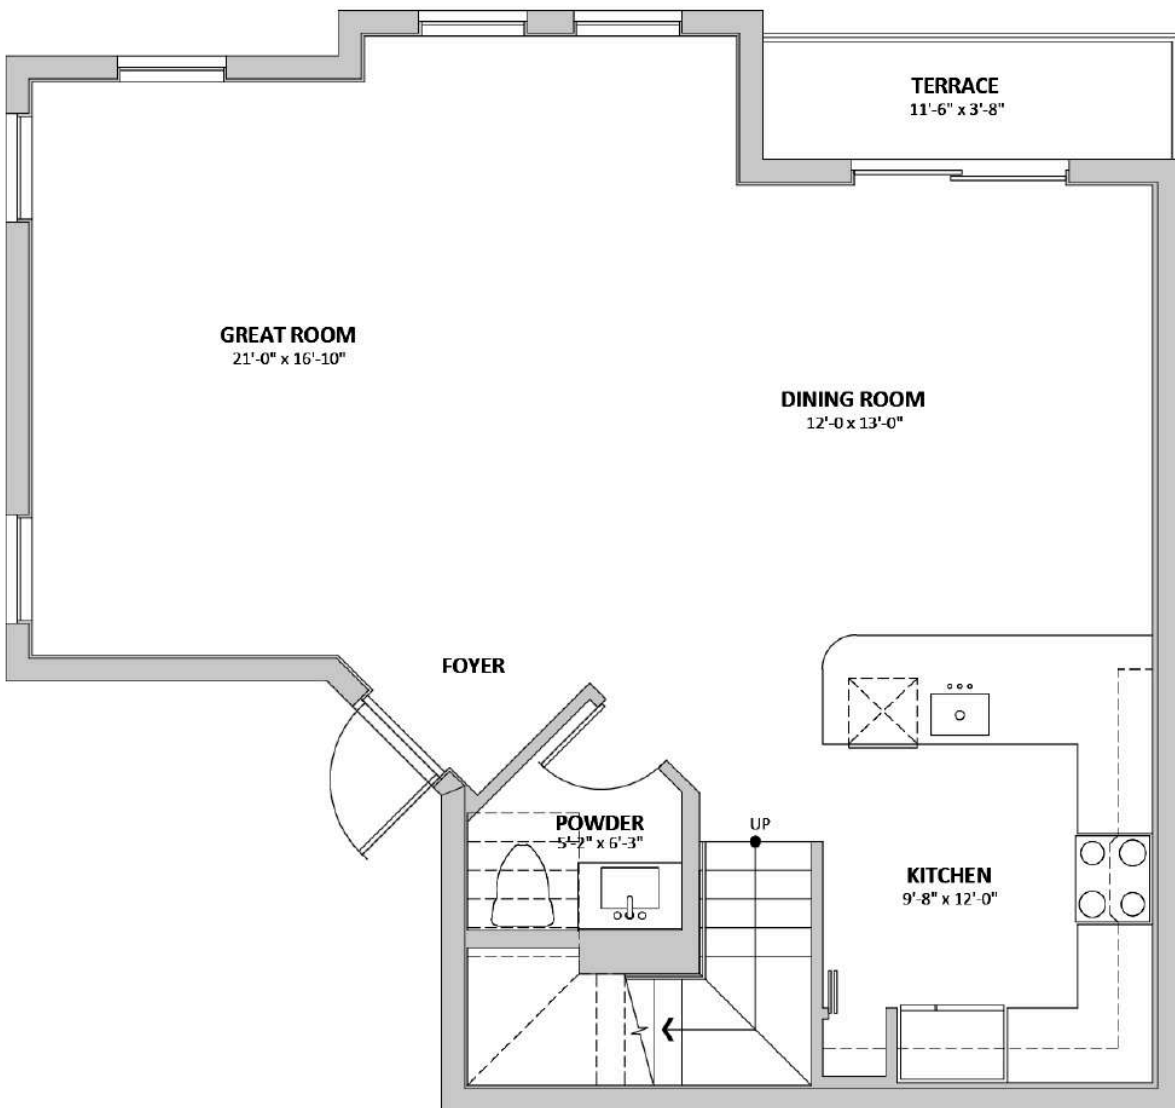 TERRACE
11'-6" x 3'-8"
GREAT ROOM
21'-0" x 16'-10"
DINING ROOM
12'-0 x 13'-0"
FOYER
POWDER
5'-2" x 6'-3"
UP
KITCHEN
9'-8" x 12'-0"